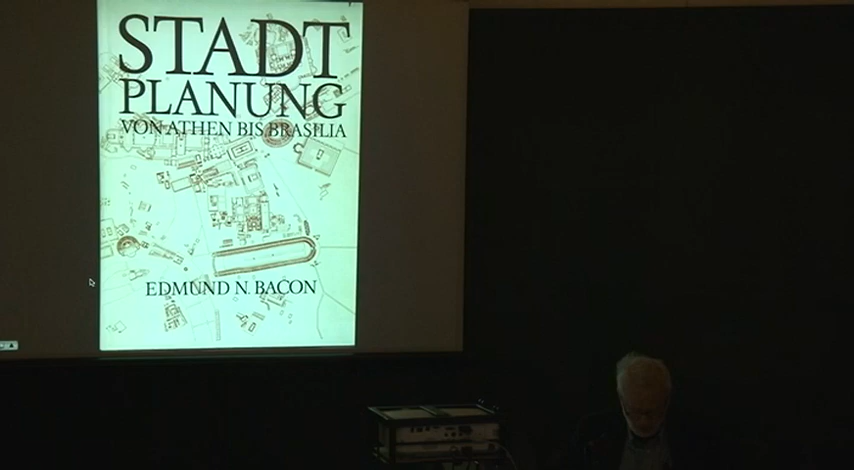 STADT
PLANUNG
VON ATHEN BIS BRASILIA
EDMUND N. BACON